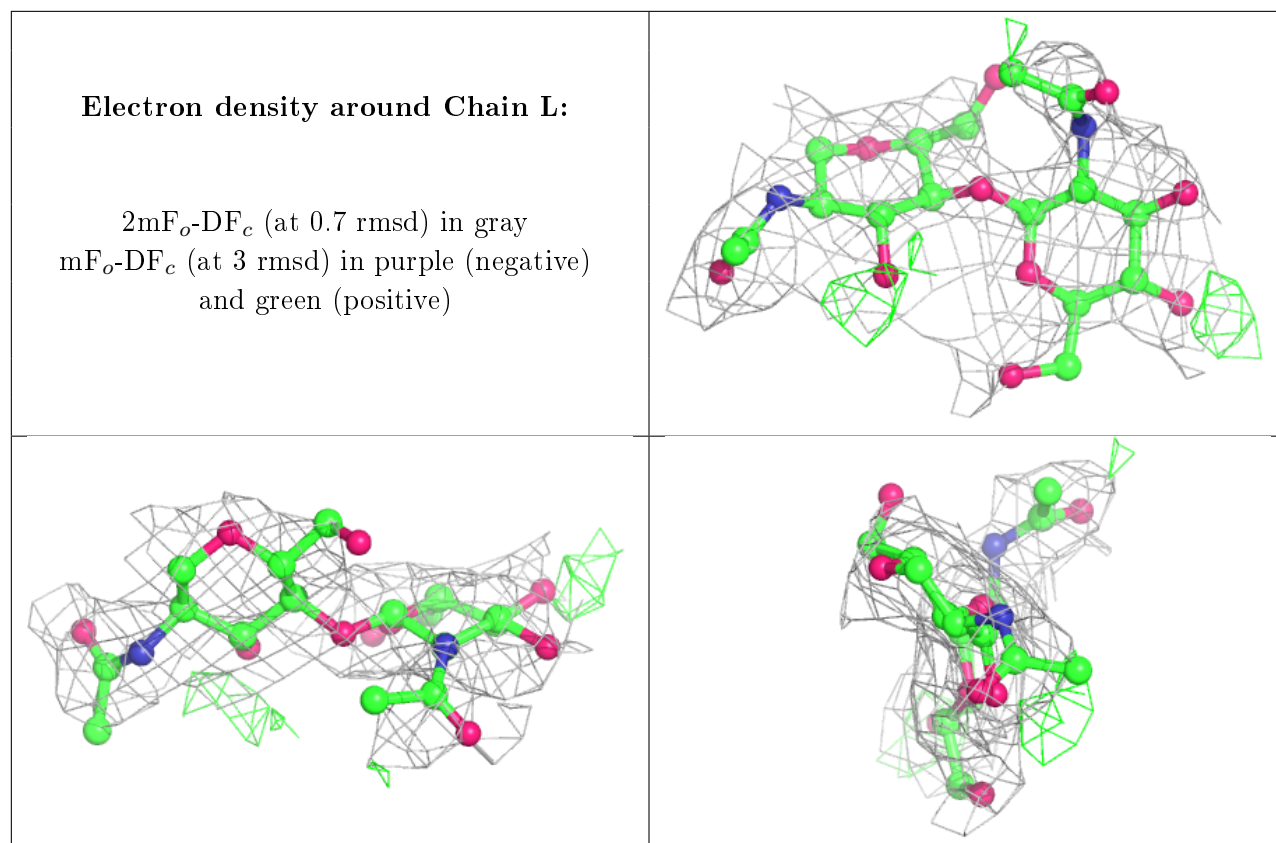 Electron density around Chain L:
2mFₒ-DF𝒸 (at 0.7 rmsd) in gray
mFₒ-DF𝒸 (at 3 rmsd) in purple (negative)
and green (positive)